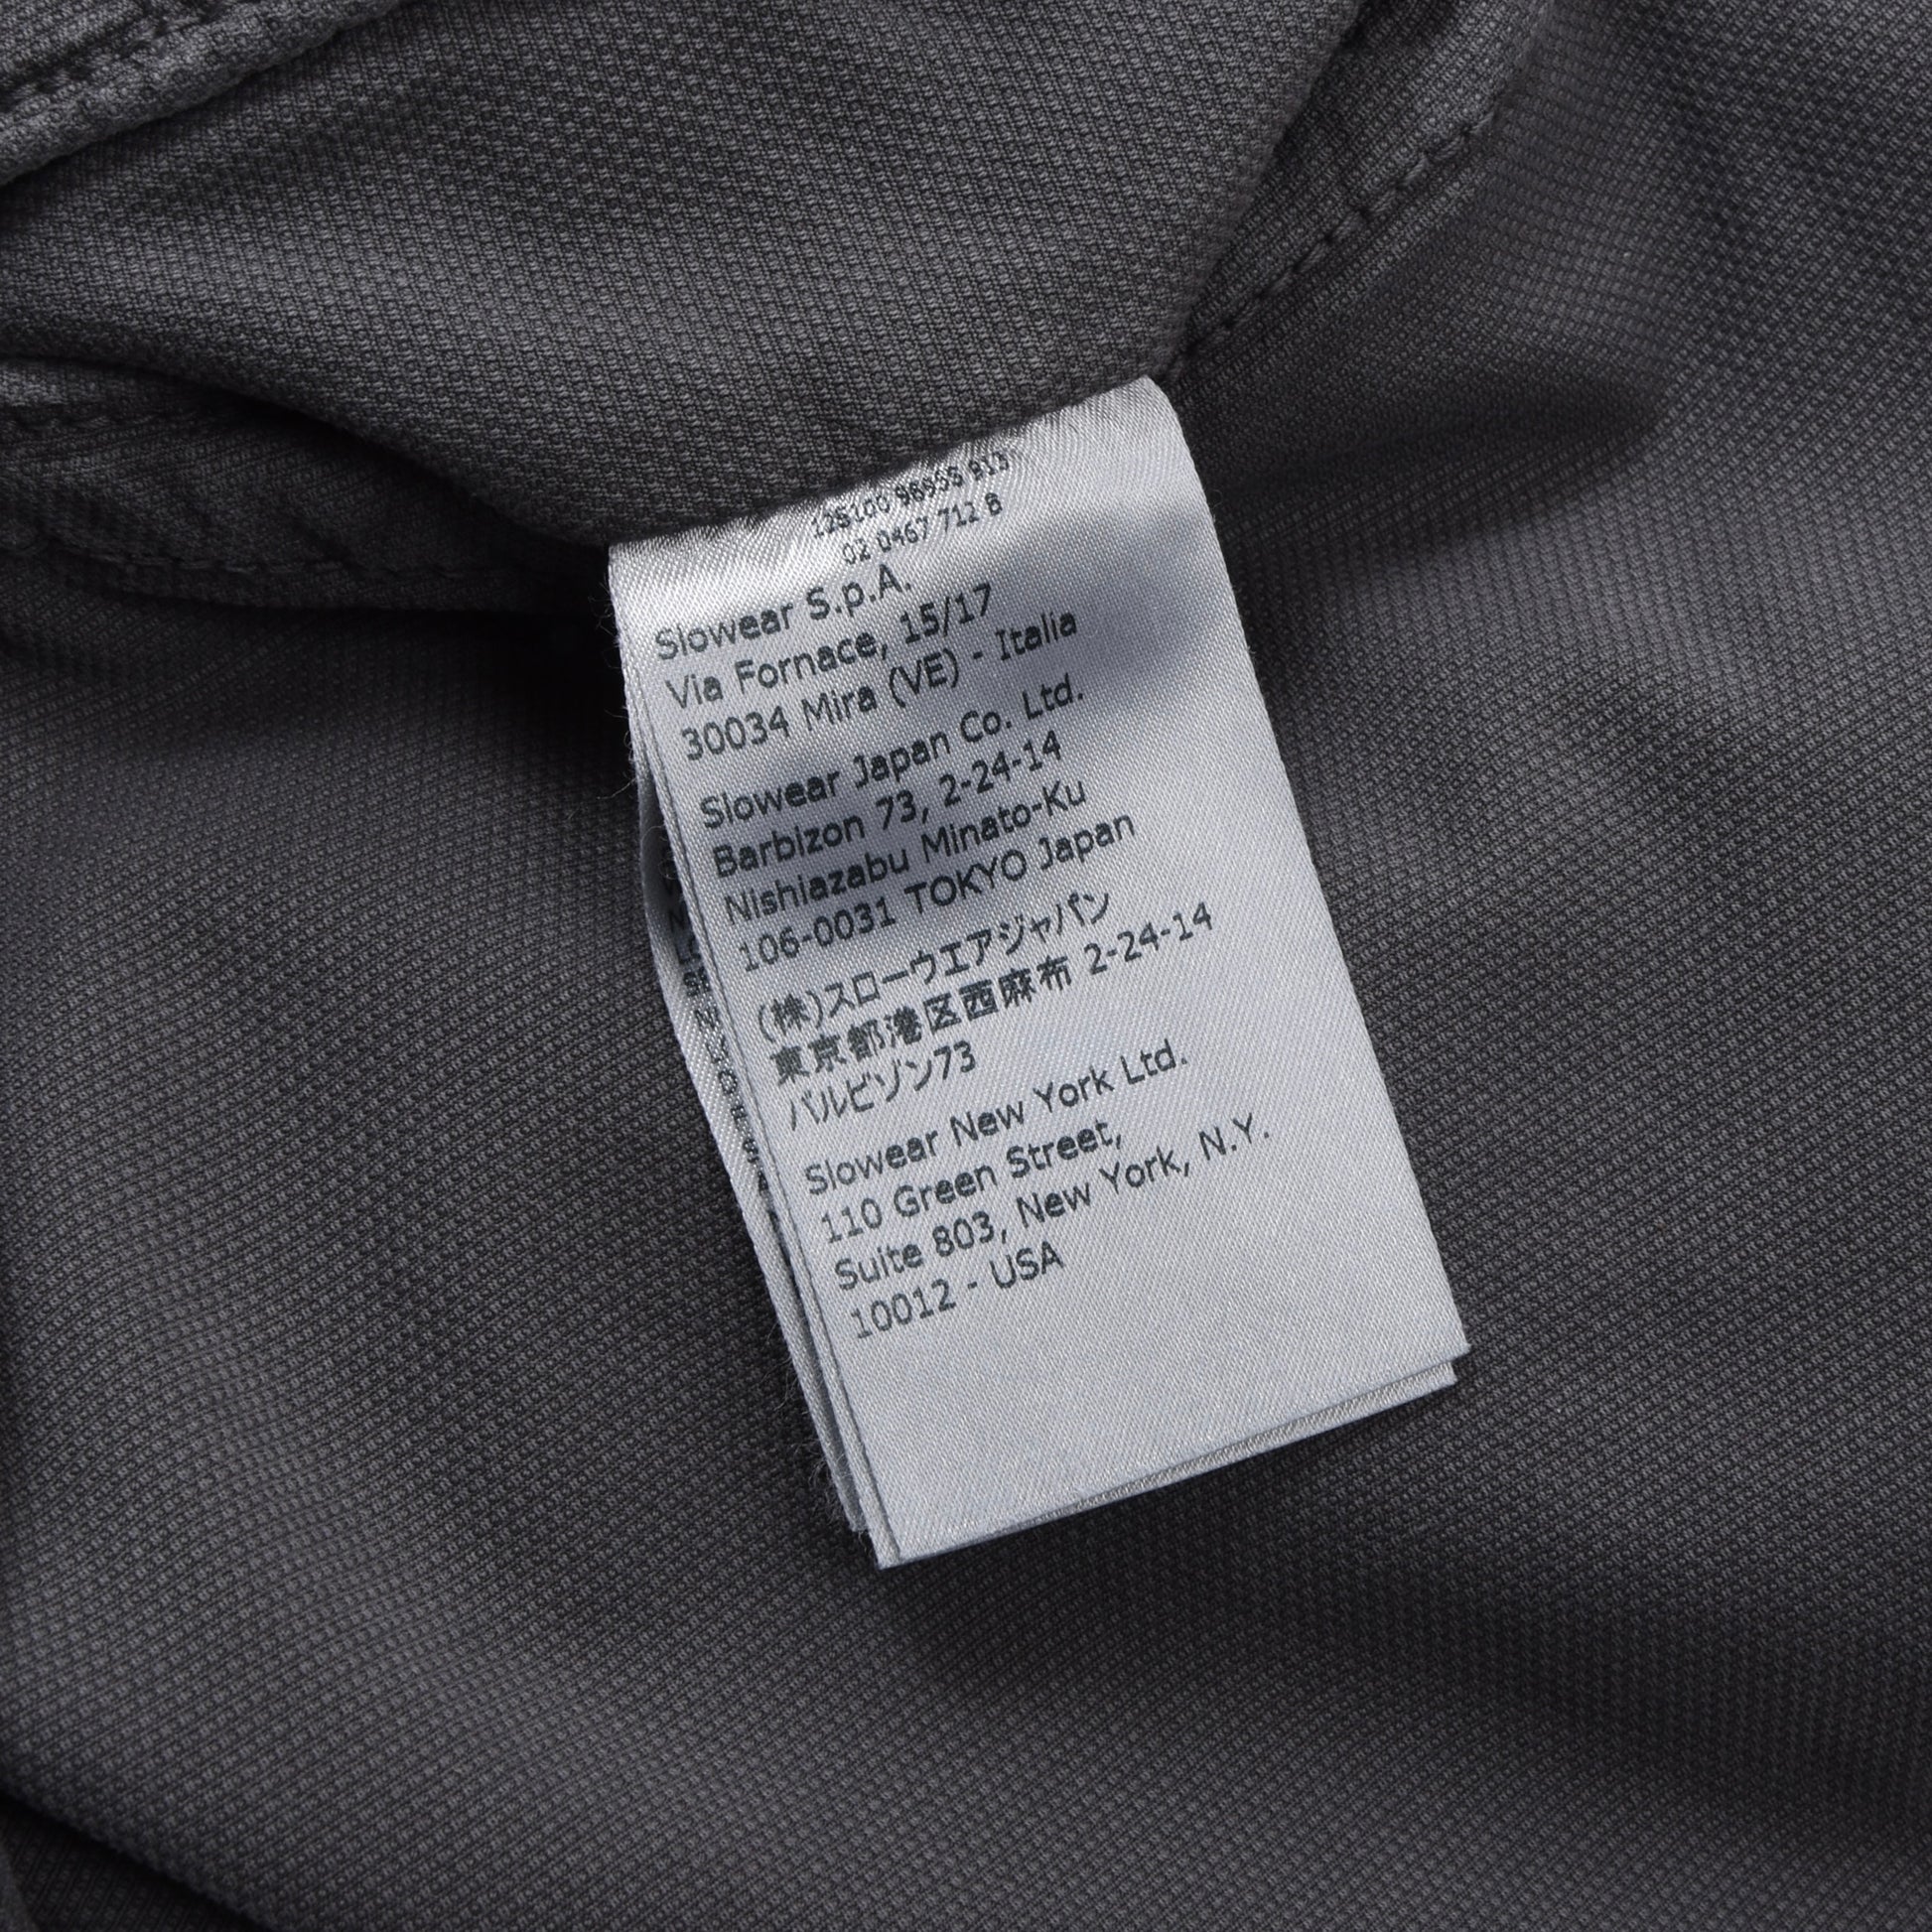 02 0467 712 8
Slowear S.p.A.
Via Fornace, 15/17
30034 Mira (VE) - Italia
Slowear Japan Co. Ltd.
Barbizon 73, 2-24-14
Nishiazabu Minato-Ku
106-0031 TOKYO Japan
(株)スローウエアジャパン
東京都港区西麻布 2-24-14
バルビゾン73
Slowear New York Ltd.
110 Green Street,
Suite 803, New York, N.Y.
10012 - USA